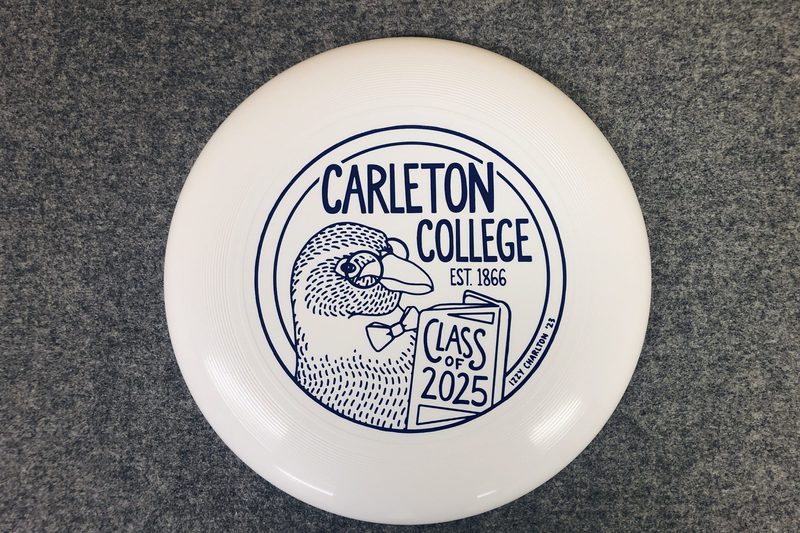 CARLETON
COLLEGE
EST. 1866
CLASS
OF
2025
IZZY CHARLTON '23